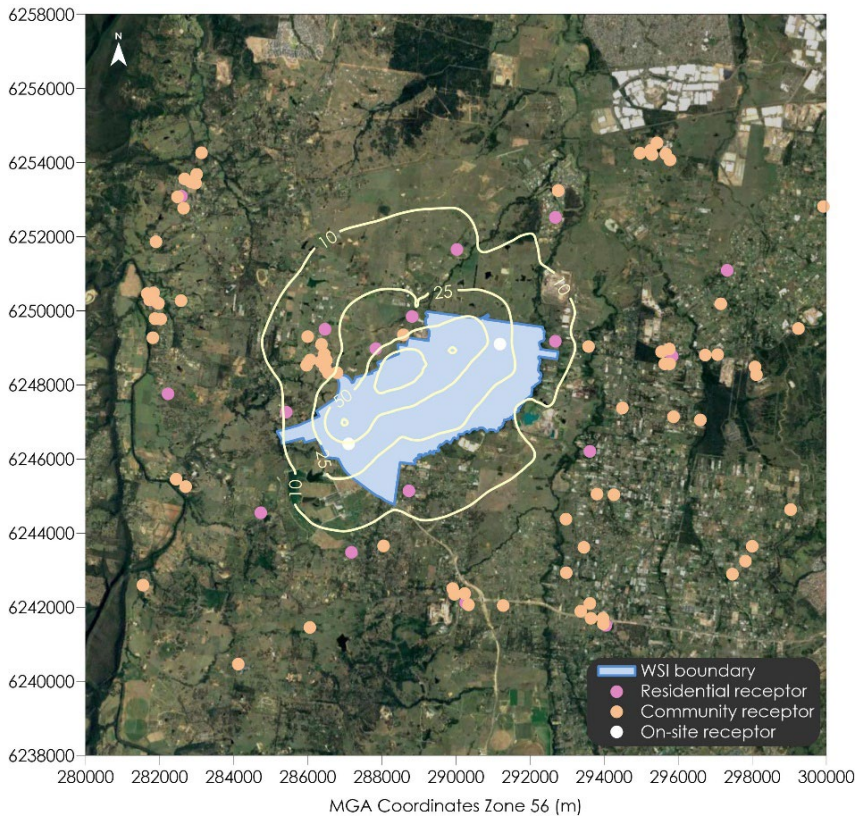 6258000
6256000
6254000
6252000
6250000
6248000
6246000
6244000
6242000
6240000
6238000
N
10
10
25
50
25
10
WSI boundary
Residential receptor
Community receptor
On-site receptor
280000 282000 284000 286000 288000 290000 292000 294000 296000 298000 300000
MGA Coordinates Zone 56 (m)